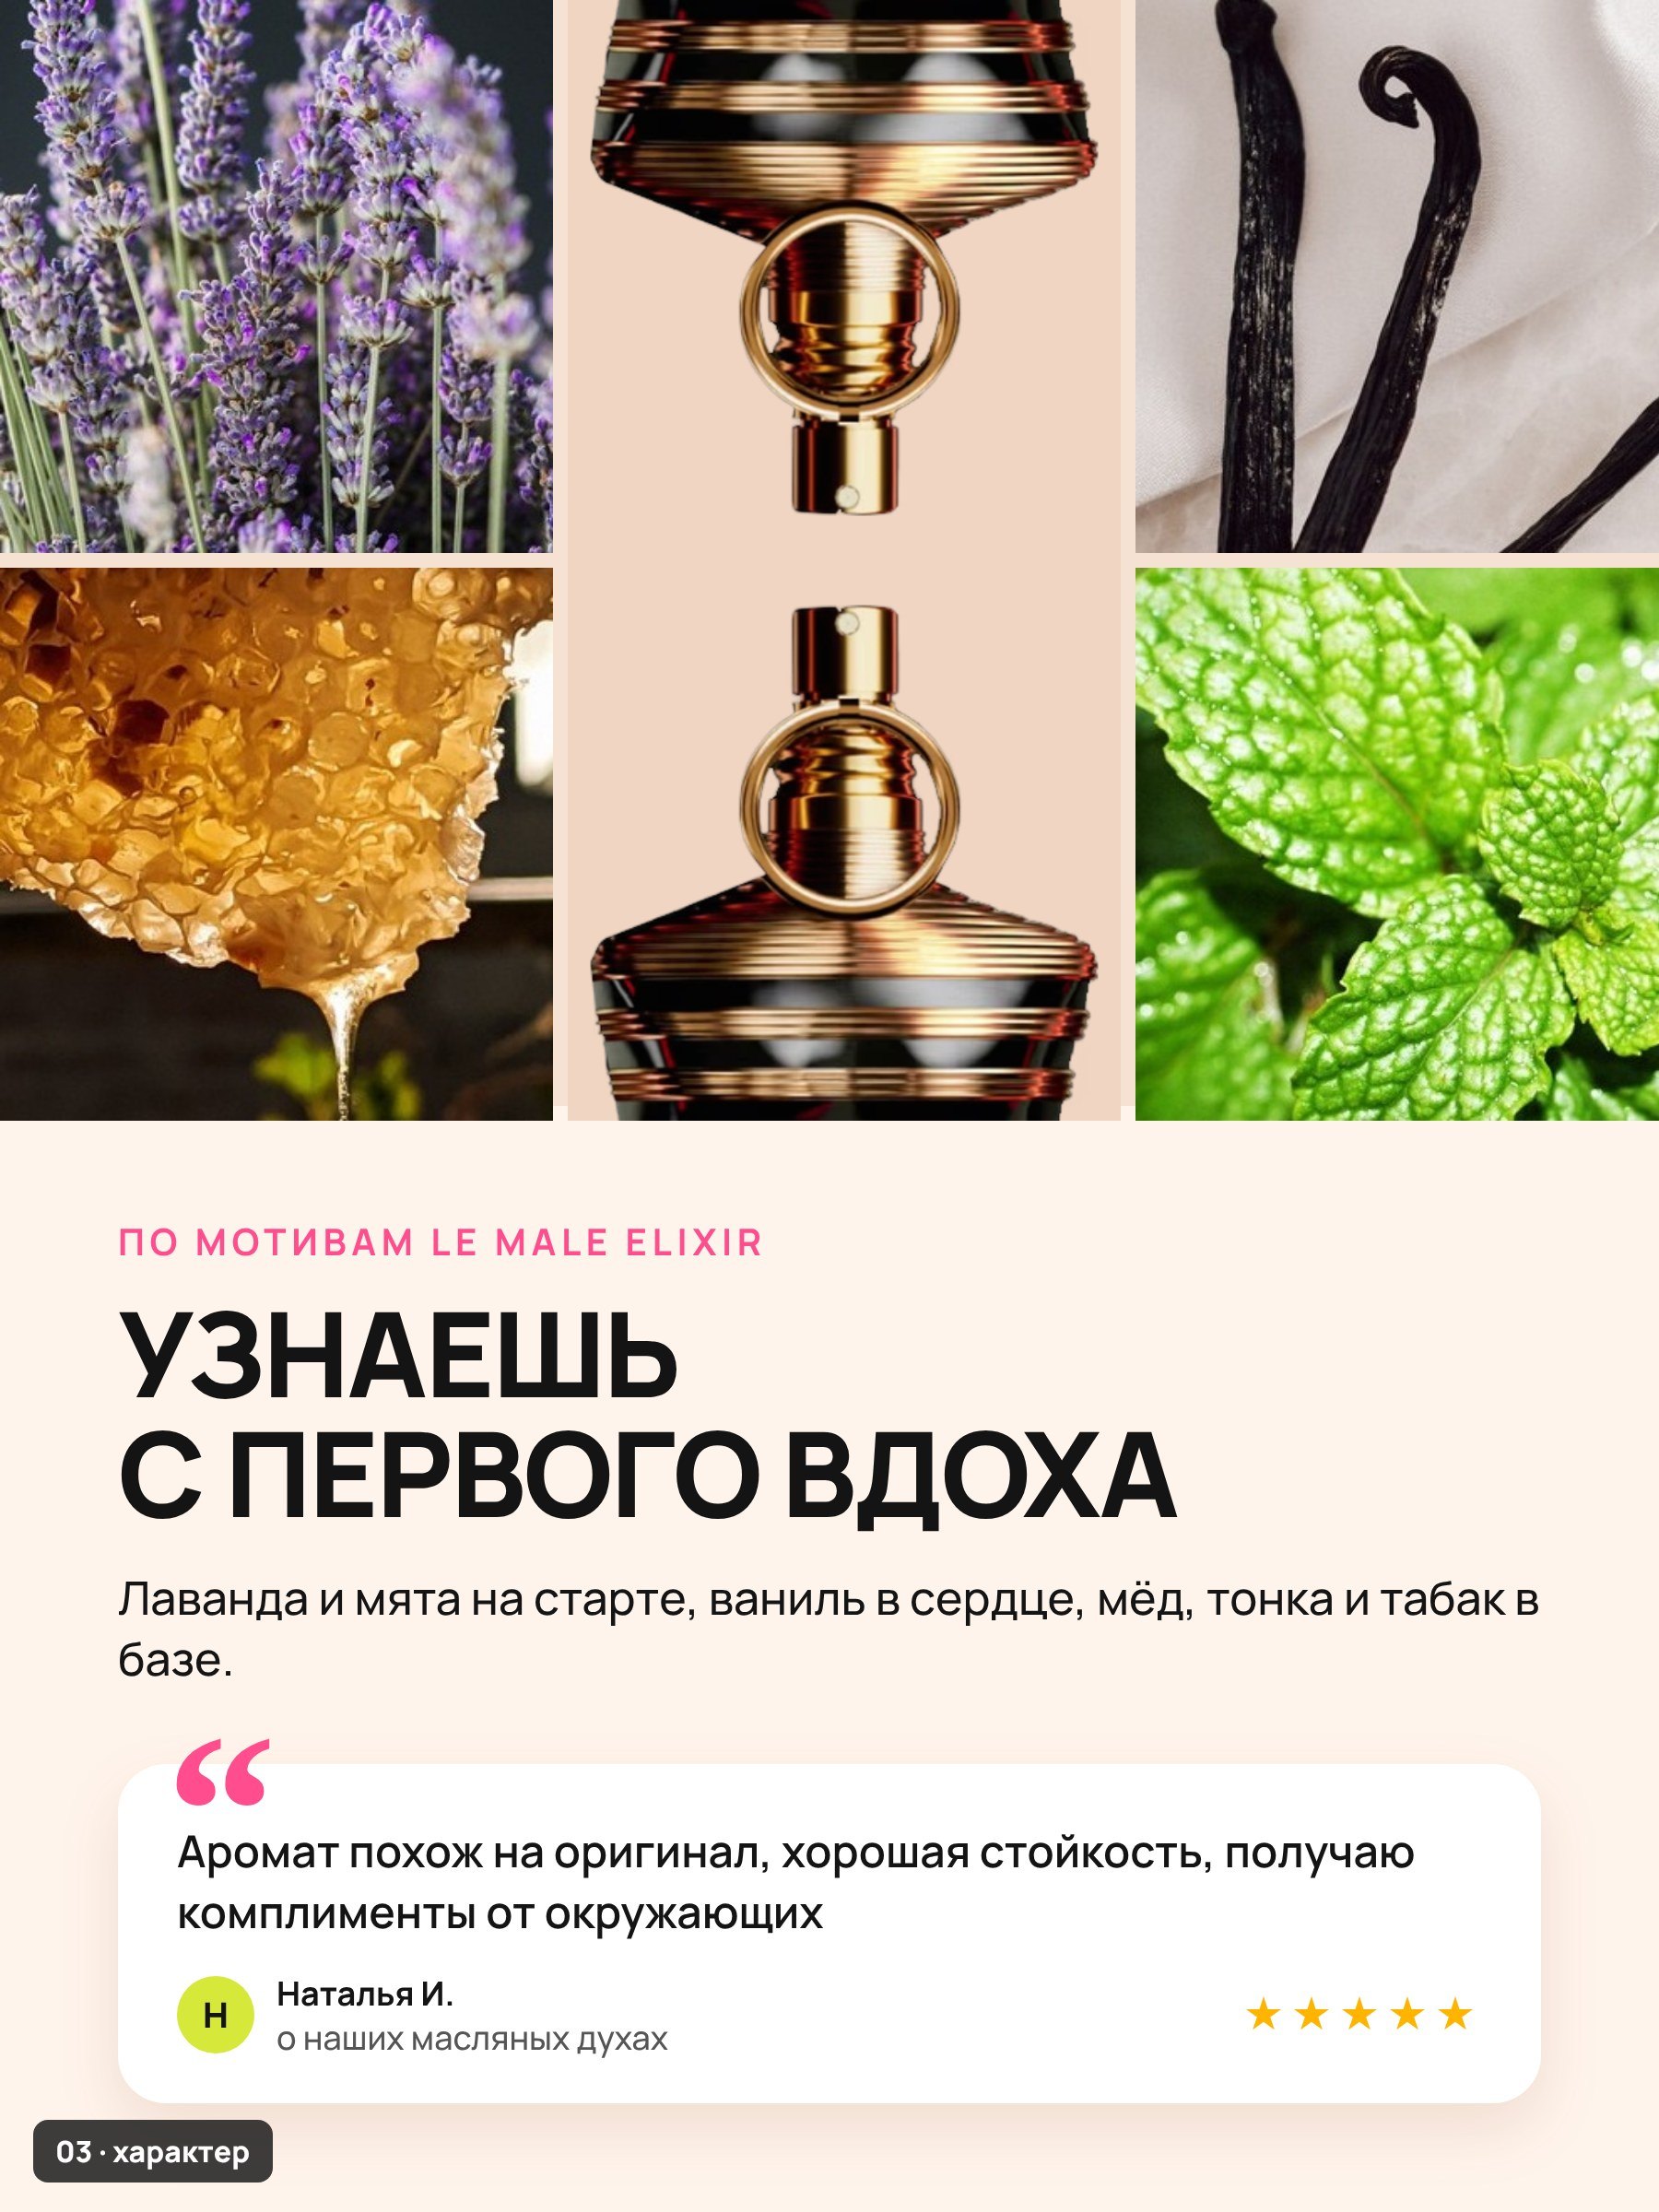 ПО МОТИВАМ LE MALE ELIXIR
УЗНАЕШЬ
С ПЕРВОГО ВДОХА
Лаванда и мята на старте, ваниль в сердце, мёд, тонка и табак в
базе.
“
Аромат похож на оригинал, хорошая стойкость, получаю
комплименты от окружающих
Н
Наталья И.
о наших масляных духах
★★★★★
03 · характер